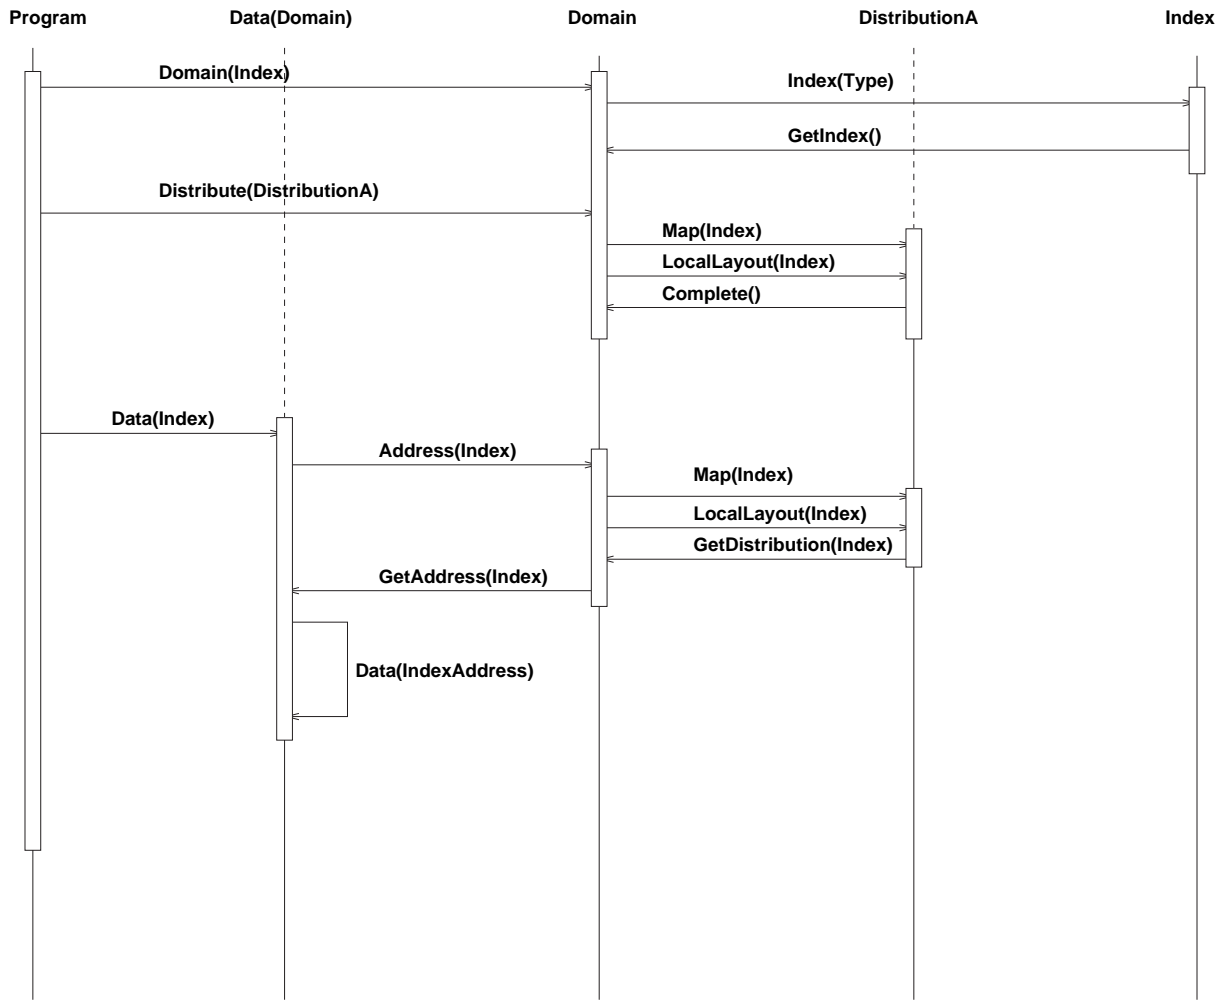 Program
Data(Domain)
Domain
DistributionA
Index
Domain(Index)
Index(Type)
GetIndex()
Distribute(DistributionA)
Map(Index)
LocalLayout(Index)
Complete()
Data(Index)
Address(Index)
Map(Index)
LocalLayout(Index)
GetDistribution(Index)
GetAddress(Index)
Data(IndexAddress)